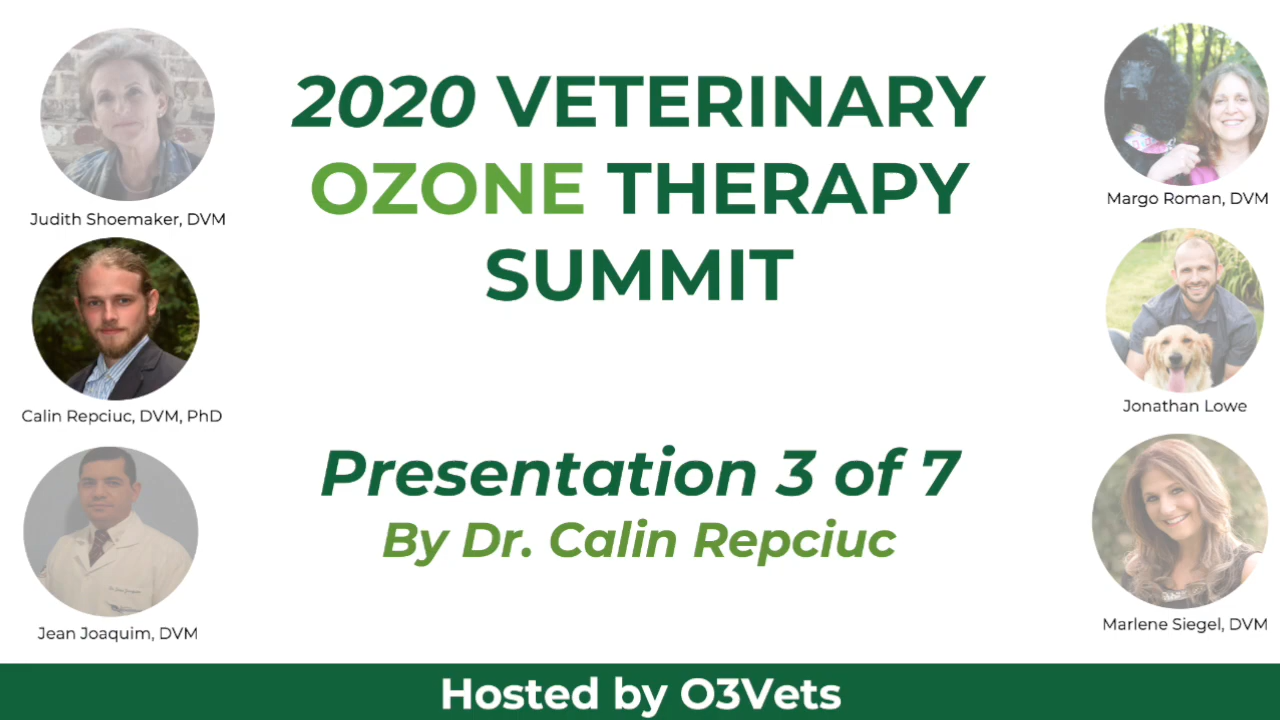 2020 VETERINARY
OZONE THERAPY
SUMMIT
Judith Shoemaker, DVM
Calin Repciuc, DVM, PhD
Jean Joaquim, DVM
Margo Roman, DVM
Jonathan Lowe
Marlene Siegel, DVM
Presentation 3 of 7
By Dr. Calin Repciuc
Hosted by O3Vets